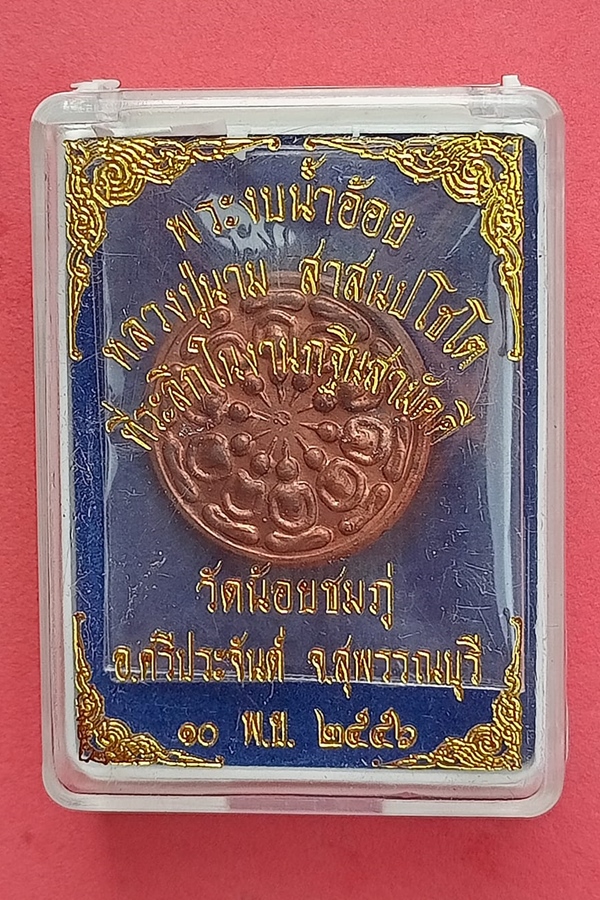 พระงบน้ำอ้อย
หลวงปู่นาม สาสนปโชโต
ที่ระลึกในงานกฐินสามัคคี
วัดน้อยชมภู่
อ.ศรีประจันต์ จ.สุพรรณบุรี
๑๐ พ.ย. ๒๕๕๖